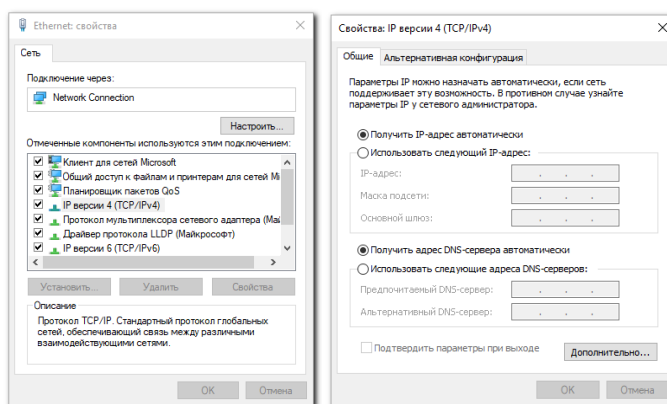 Ethernet: свойства
Сеть
Подключение через:
Network Connection
Настроить...
Отмеченные компоненты используются этим подключением:
Клиент для сетей Microsoft
Общий доступ к файлам и принтерам для сетей Mi
Планировщик пакетов QoS
IP версии 4 (TCP/IPv4)
Протокол мультиплексора сетевого адаптера (Май
Драйвер протокола LLDP (Майкрософт)
IP версии 6 (TCP/IPv6)
Установить... Удалить Свойства
Описание
Протокол TCP/IP. Стандартный протокол глобальных
сетей, обеспечивающий связь между различными
взаимодействующими сетями.
OK Отмена
Свойства: IP версии 4 (TCP/IPv4)
Общие Альтернативная конфигурация
Параметры IP можно назначать автоматически, если сеть
поддерживает эту возможность. В противном случае узнайте
параметры IP у сетевого администратора.
Получить IP-адрес автоматически
Использовать следующий IP-адрес:
IP-адрес:
Маска подсети:
Основной шлюз:
Получить адрес DNS-сервера автоматически
Использовать следующие адреса DNS-серверов:
Предпочитаемый DNS-сервер:
Альтернативный DNS-сервер:
Подтвердить параметры при выходе
Дополнительно...
OK Отмена